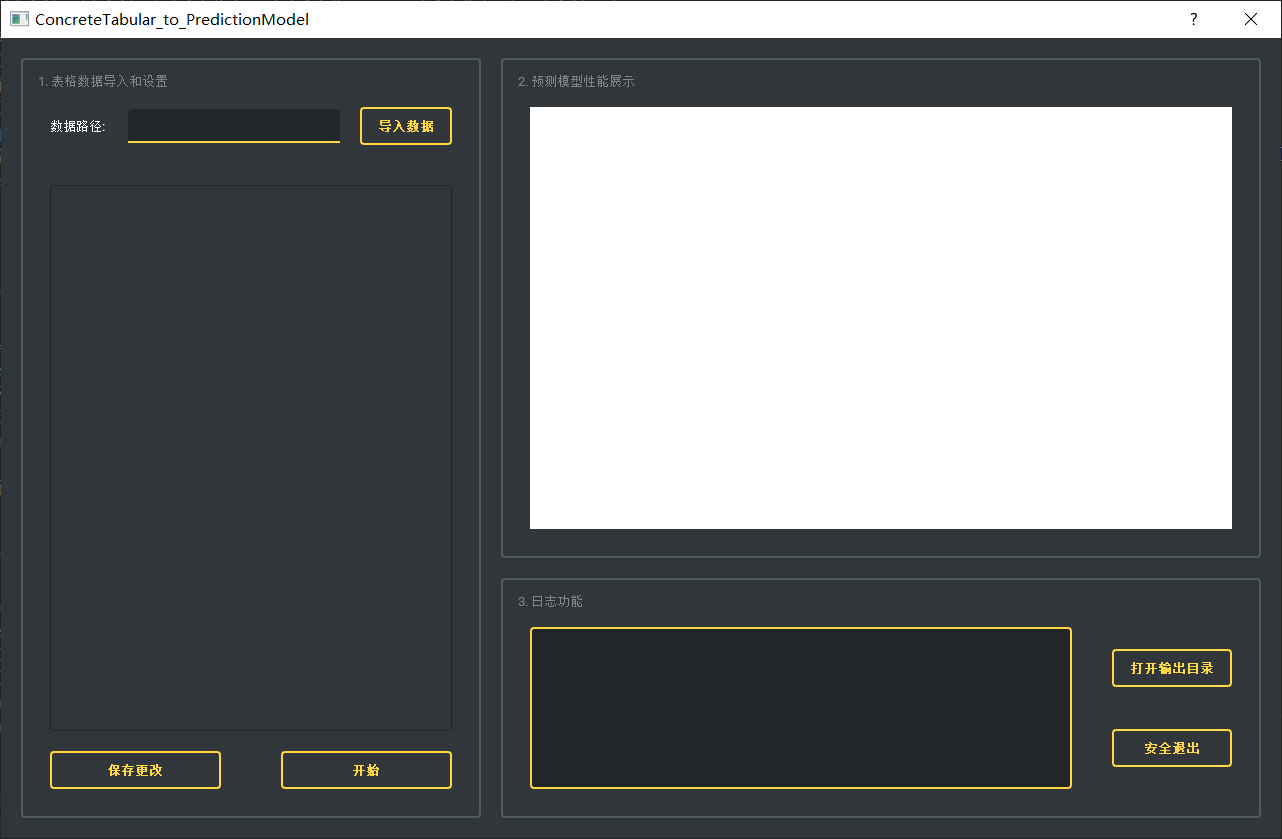 ConcreteTabular_to_PredictionModel
?
1. 表格数据导入和设置
数据路径:
导入数据
保存更改
开始
2. 预测模型性能展示
3. 日志功能
打开输出目录
安全退出